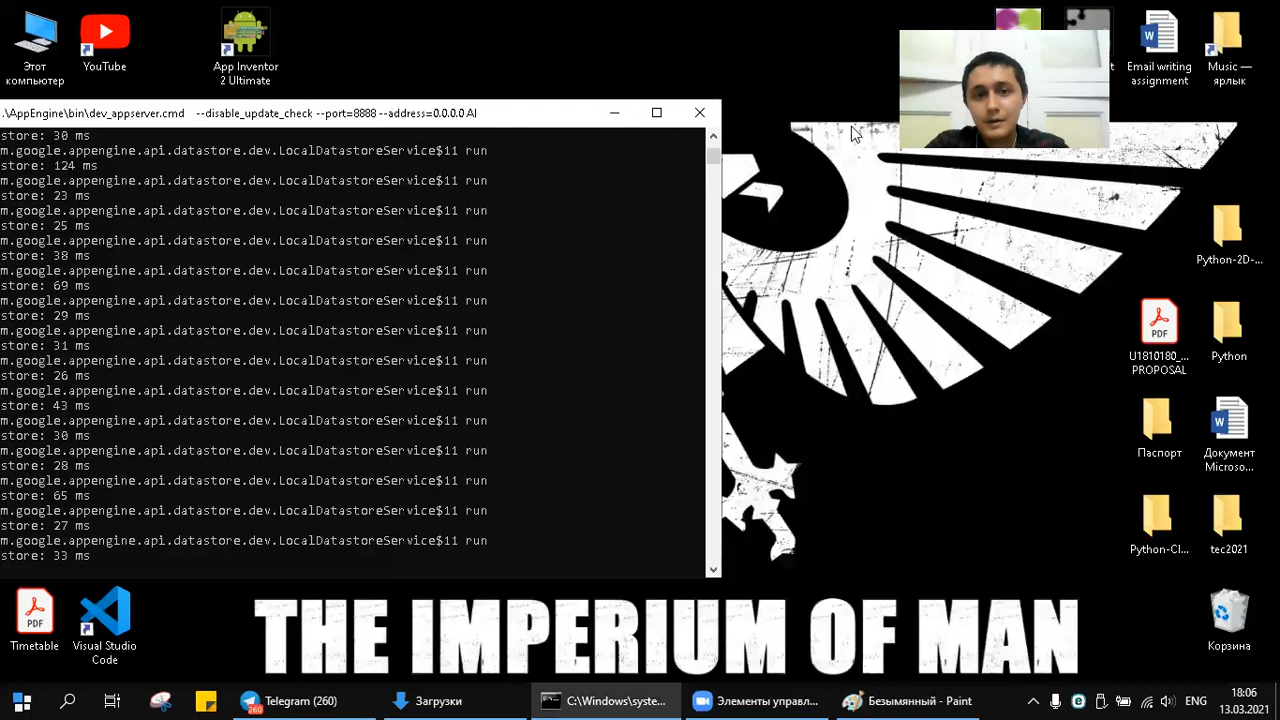 Этот
компьютер
YouTube
App Inventor
2 Ultimate
Email writing
assignment
Music —
ярлык
.\AppEngine\bin\dev_appserver.cmd --disable_update_check --port=8888 --address=0.0.0.0 AI
store: 30 ms
m.google.appengine.api.datastore.dev.LocalDatastoreService$11 run
store: 124 ms
m.google.appengine.api.datastore.dev.LocalDatastoreService$11 run
store: 23 ms
m.google.appengine.api.datastore.dev.LocalDatastoreService$11 run
store: 25 ms
m.google.appengine.api.datastore.dev.LocalDatastoreService$11 run
store: 38 ms
m.google.appengine.api.datastore.dev.LocalDatastoreService$11 run
store: 69 ms
m.google.appengine.api.datastore.dev.LocalDatastoreService$11 run
store: 29 ms
m.google.appengine.api.datastore.dev.LocalDatastoreService$11 run
store: 31 ms
m.google.appengine.api.datastore.dev.LocalDatastoreService$11 run
store: 26 ms
m.google.appengine.api.datastore.dev.LocalDatastoreService$11 run
store: 43 ms
m.google.appengine.api.datastore.dev.LocalDatastoreService$11 run
store: 30 ms
m.google.appengine.api.datastore.dev.LocalDatastoreService$11 run
store: 28 ms
m.google.appengine.api.datastore.dev.LocalDatastoreService$11 run
store: 65 ms
m.google.appengine.api.datastore.dev.LocalDatastoreService$11 run
store: 28 ms
m.google.appengine.api.datastore.dev.LocalDatastoreService$11 run
store: 33 ms
Python-2D-...
PDF
U1810180_...
PROPOSAL
Python
Паспорт
Документ
Microso...
Python-CI...
tec2021
Корзина
PDF
Timetable
Visual Studio
Code
THE IMPERIUM OF MAN
260
Telegram (260)
Загрузки
C:\Windows\syste...
Элементы управл...
Безымянный - Paint
ENG
18:06
13.03.2021